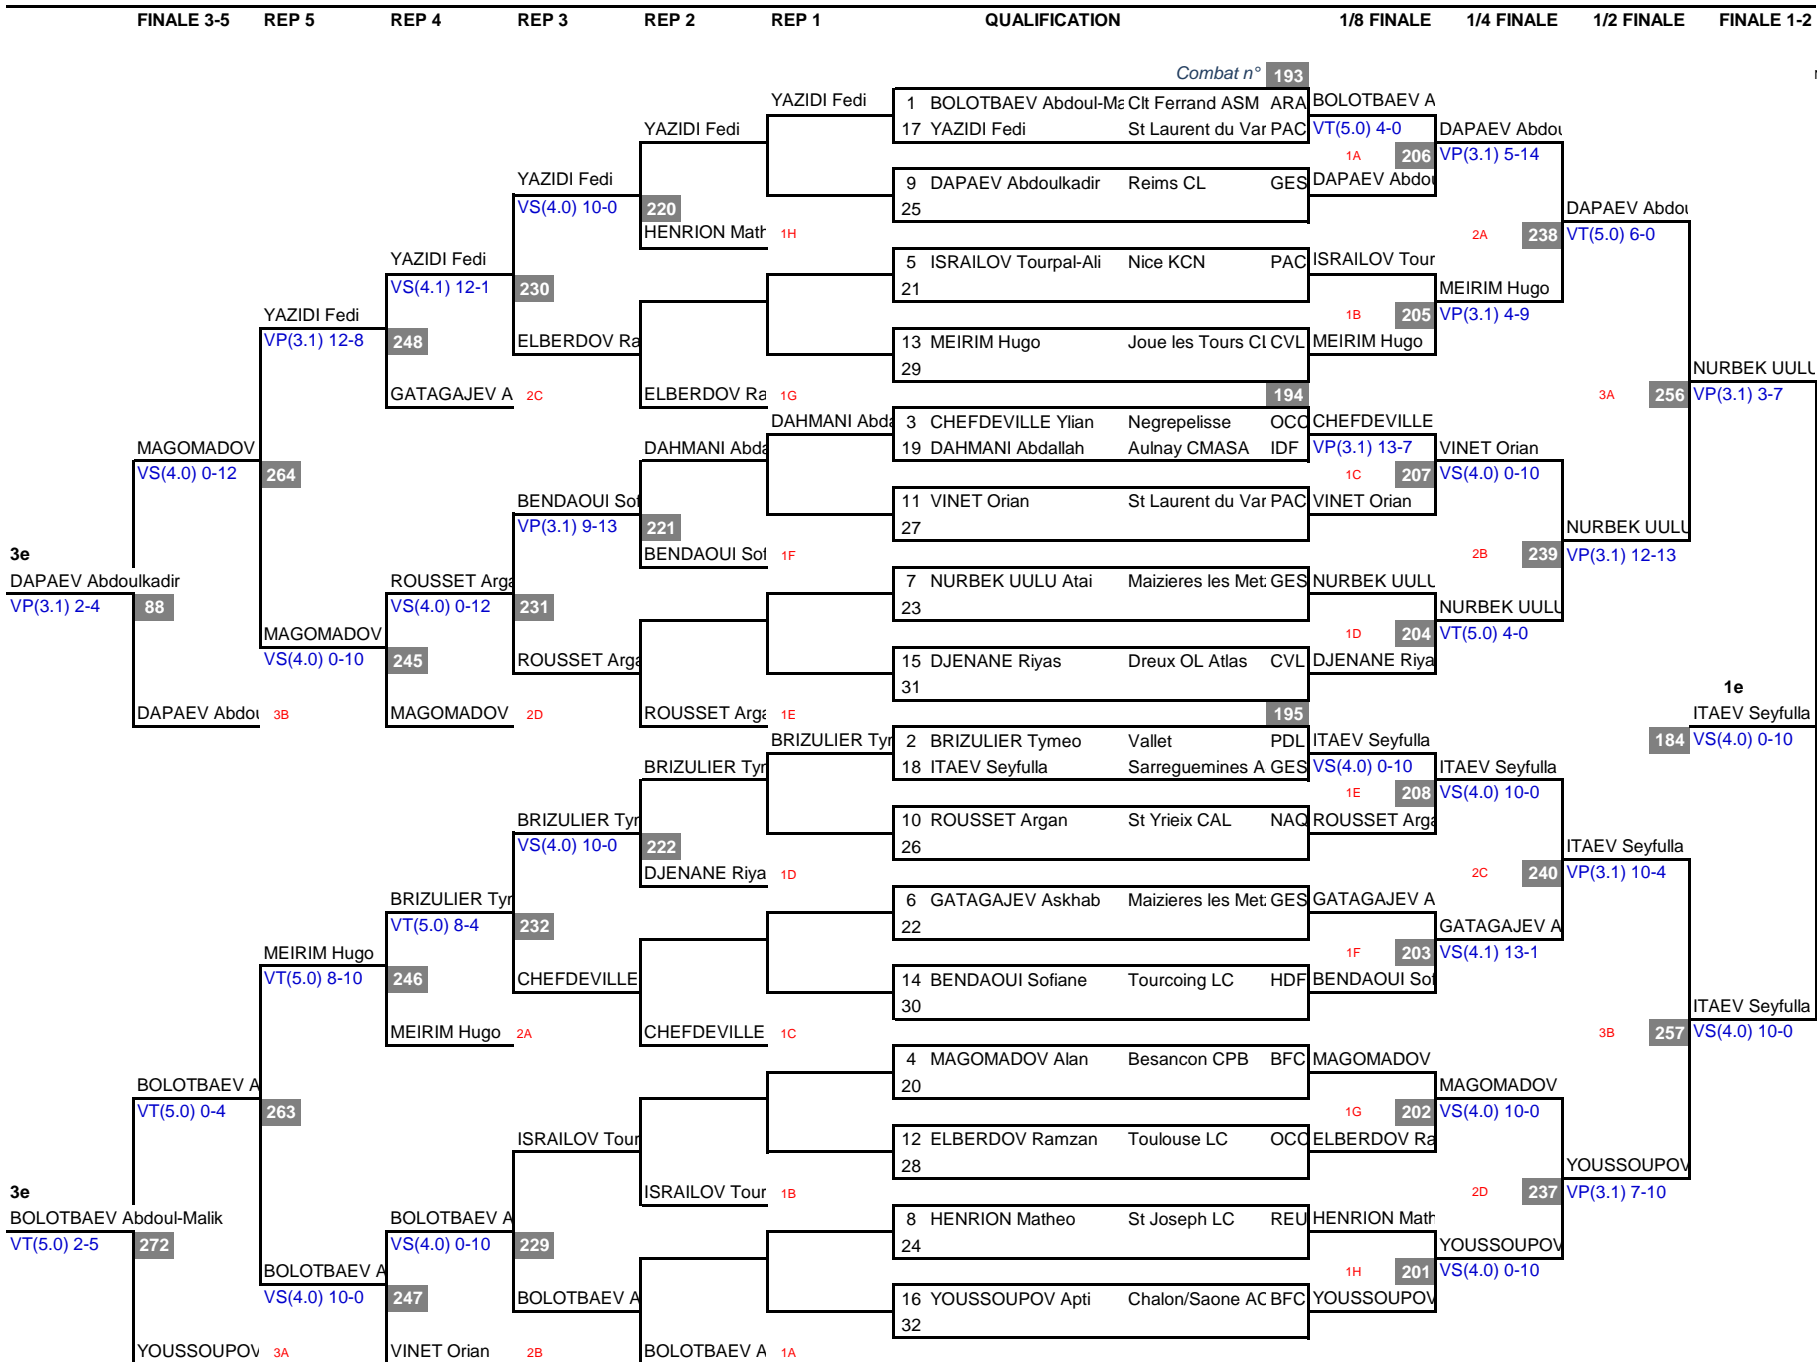 FINALE 3-5 REP 5 REP 4 REP 3 REP 2 REP 1 QUALIFICATION 1/8 FINALE 1/4 FINALE 1/2 FINALE FINALE 1-2
Combat n° 193
YAZIDI Fedi 1 BOLOTBAEV Abdoul-Ma Clt Ferrand ASM ARA BOLOTBAEV A
YAZIDI Fedi 17 YAZIDI Fedi St Laurent du Var PAC VT(5.0) 4-0 DAPAEV Abdou
1A 206 VP(3.1) 5-14
YAZIDI Fedi 9 DAPAEV Abdoulkadir Reims CL GES DAPAEV Abdou
VS(4.0) 10-0 220 25 DAPAEV Abdou
HENRION Math 1H 2A 238 VT(5.0) 6-0
YAZIDI Fedi 5 ISRAILOV Tourpal-Ali Nice KCN PAC ISRAILOV Tour
VS(4.1) 12-1 230 21 MEIRIM Hugo
YAZIDI Fedi 1B 205 VP(3.1) 4-9
VP(3.1) 12-8 248 ELBERDOV Ra 13 MEIRIM Hugo Joue les Tours CL CVL MEIRIM Hugo
29 NURBEK UULU
GATAGAJEV A 2C ELBERDOV Ra 1G 194 3A 256 VP(3.1) 3-7
DAHMANI Abda 3 CHEFDEVILLE Ylian Negrepelisse OCC CHEFDEVILLE
MAGOMADOV DAHMANI Abda 19 DAHMANI Abdallah Aulnay CMASA IDF VP(3.1) 13-7 VINET Orian
VS(4.0) 0-12 264 1C 207 VS(4.0) 0-10
BENDAOUI Sof 11 VINET Orian St Laurent du Var PAC VINET Orian
VP(3.1) 9-13 221 27 NURBEK UULU
3e BENDAOUI Sof 1F 2B 239 VP(3.1) 12-13
DAPAEV Abdoulkadir ROUSSET Arga 7 NURBEK UULU Atai Maizieres les Met GES NURBEK UULU
VP(3.1) 2-4 88 VS(4.0) 0-12 231 23 NURBEK UULU
MAGOMADOV 1D 204 VT(5.0) 4-0
VS(4.0) 0-10 245 ROUSSET Arga 15 DJENANE Riyas Dreux OL Atlas CVL DJENANE Riya
31 1e
DAPAEV Abdou 3B MAGOMADOV 2D ROUSSET Arga 1E 195 ITAEV Seyfulla
BRIZULIER Tyr 2 BRIZULIER Tymeo Vallet PDL ITAEV Seyfulla 184 VS(4.0) 0-10
BRIZULIER Tyr 18 ITAEV Seyfulla Sarreguemines A GES VS(4.0) 0-10 ITAEV Seyfulla
1E 208 VS(4.0) 10-0
BRIZULIER Tyr 10 ROUSSET Argan St Yrieix CAL NAQ ROUSSET Arga
VS(4.0) 10-0 222 26 ITAEV Seyfulla
DJENANE Riya 1D 2C 240 VP(3.1) 10-4
BRIZULIER Tyr 6 GATAGAJEV Askhab Maizieres les Met GES GATAGAJEV A
VT(5.0) 8-4 232 22 GATAGAJEV A
MEIRIM Hugo 1F 203 VS(4.1) 13-1
VT(5.0) 8-10 246 CHEFDEVILLE 14 BENDAOUI Sofiane Tourcoing LC HDF BENDAOUI Sof
30 ITAEV Seyfulla
MEIRIM Hugo 2A CHEFDEVILLE 1C 3B 257 VS(4.0) 10-0
4 MAGOMADOV Alan Besancon CPB BFC MAGOMADOV
BOLOTBAEV A 20 MAGOMADOV
VT(5.0) 0-4 263 1G 202 VS(4.0) 10-0
ISRAILOV Tour 12 ELBERDOV Ramzan Toulouse LC OCC ELBERDOV Ra
28 YOUSSOUPOV
3e ISRAILOV Tour 1B 2D 237 VP(3.1) 7-10
BOLOTBAEV Abdoul-Malik BOLOTBAEV A 8 HENRION Matheo St Joseph LC REU HENRION Math
VT(5.0) 2-5 272 VS(4.0) 0-10 229 24 YOUSSOUPOV
BOLOTBAEV A 1H 201 VS(4.0) 0-10
VS(4.0) 10-0 247 BOLOTBAEV A 16 YOUSSOUPOV Apti Chalon/Saone AC BFC YOUSSOUPOV
32
YOUSSOUPOV 3A VINET Orian 2B BOLOTBAEV A 1A